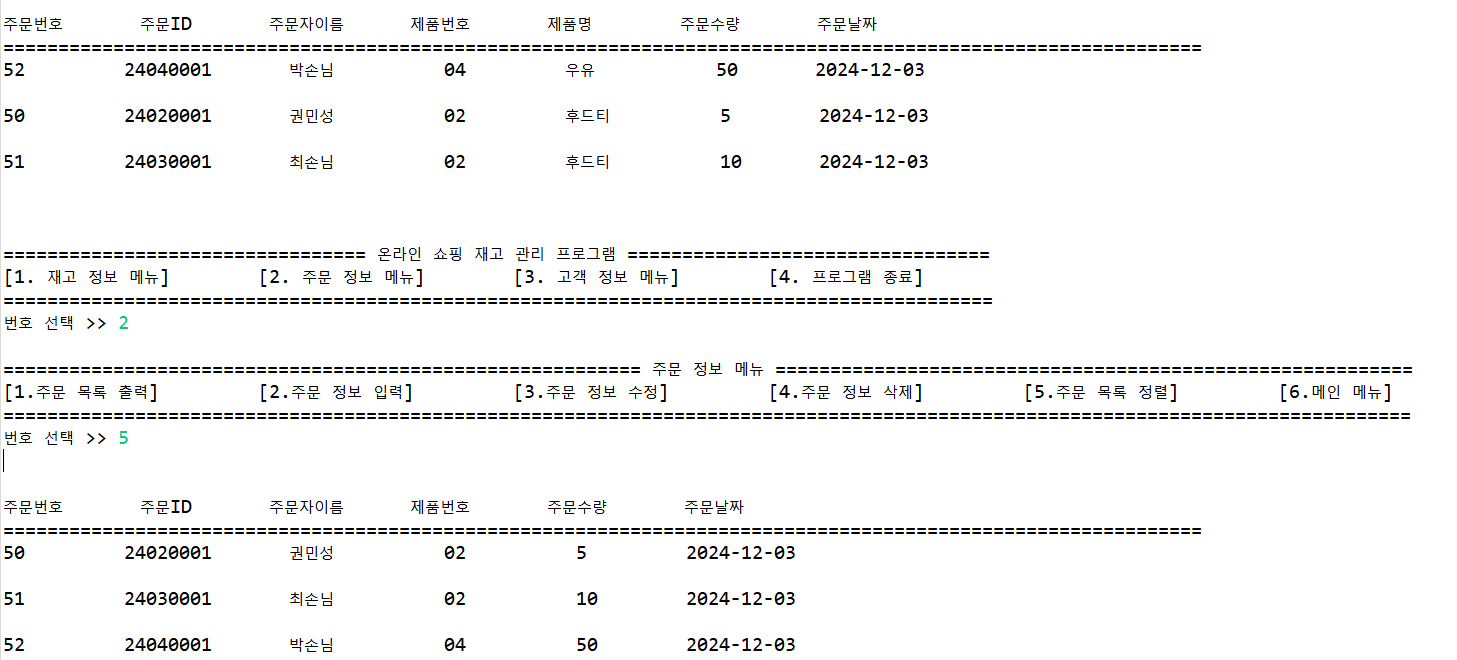 주문번호 주문ID 주문자이름 제품번호 제품명 주문수량 주문날짜
==============================================================================================================
52 24040001 박손님 04 우유 50 2024-12-03
50 24020001 권민성 02 후드티 5 2024-12-03
51 24030001 최손님 02 후드티 10 2024-12-03
================================= 온라인 쇼핑 재고 관리 프로그램 =================================
[1. 재고 정보 메뉴] [2. 주문 정보 메뉴] [3. 고객 정보 메뉴] [4. 프로그램 종료]
===========================================================================================
번호 선택 >> 2
========================================================== 주문 정보 메뉴 ==========================================================
[1.주문 목록 출력] [2.주문 정보 입력] [3.주문 정보 수정] [4.주문 정보 삭제] [5.주문 목록 정렬] [6.메인 메뉴]
=================================================================================================================================
번호 선택 >> 5
주문번호 주문ID 주문자이름 제품번호 주문수량 주문날짜
==============================================================================================================
50 24020001 권민성 02 5 2024-12-03
51 24030001 최손님 02 10 2024-12-03
52 24040001 박손님 04 50 2024-12-03